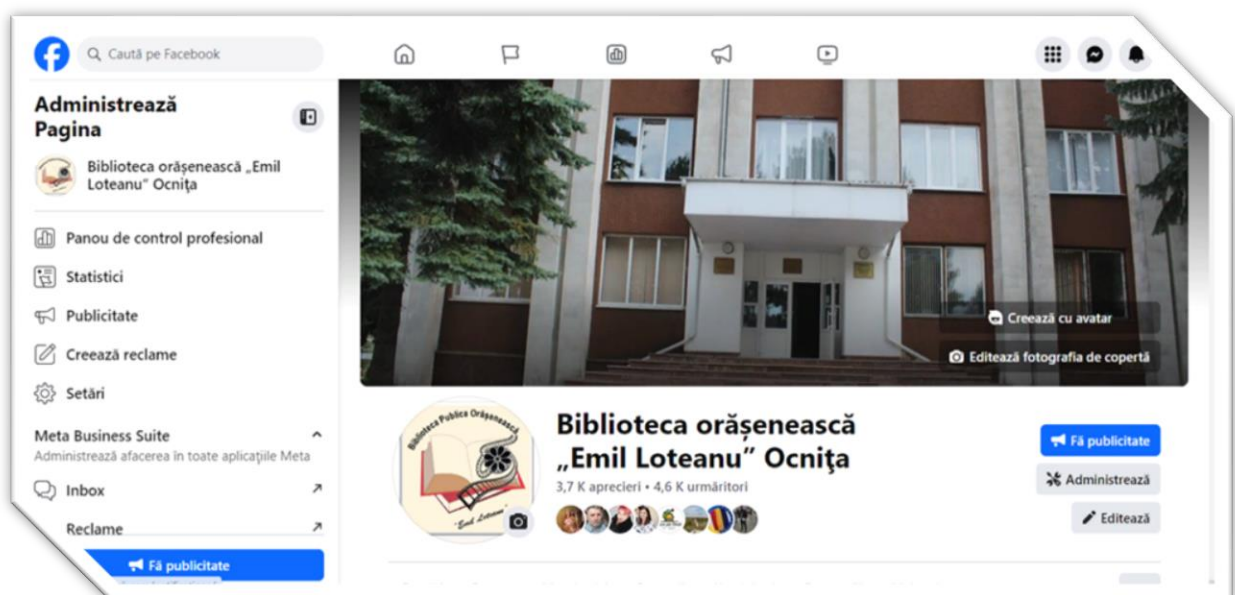 Caută pe Facebook
Administrează
Pagina
Biblioteca orășenească „Emil
Loteanu” Ocnița
Panou de control profesional
Statistici
Publicitate
Creează reclame
Setări
Meta Business Suite
Administrează afacerea în toate aplicațiile Meta
Inbox
Reclame
Fă publicitate
Creează cu avatar
Editează fotografia de copertă
Biblioteca Publica Orășenească
"Emil Loteanu"
Biblioteca orășenească
„Emil Loteanu” Ocnița
3,7 K aprecieri • 4,6 K urmăritori
Fă publicitate
Administrează
Editează